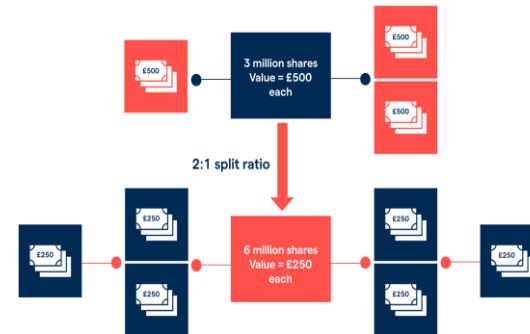 £500
3 million shares
Value = £500
each
£500
£500
2:1 split ratio
£250
£250
£250
6 million shares
Value = £250
each
£250
£250
£250